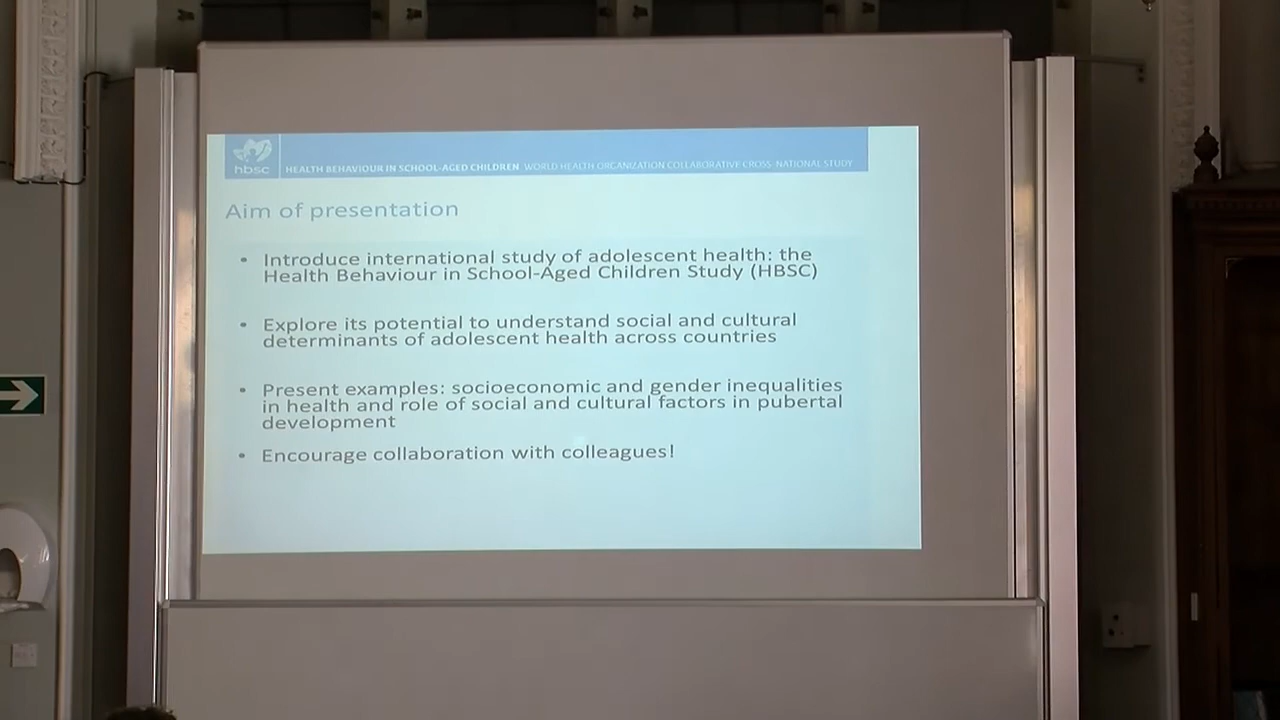 hbsc
HEALTH BEHAVIOUR IN SCHOOL-AGED CHILDREN WORLD HEALTH ORGANIZATION COLLABORATIVE CROSS-NATIONAL STUDY
Aim of presentation
• Introduce international study of adolescent health: the
Health Behaviour in School-Aged Children Study (HBSC)
• Explore its potential to understand social and cultural
determinants of adolescent health across countries
• Present examples: socioeconomic and gender inequalities
in health and role of social and cultural factors in pubertal
development
• Encourage collaboration with colleagues!